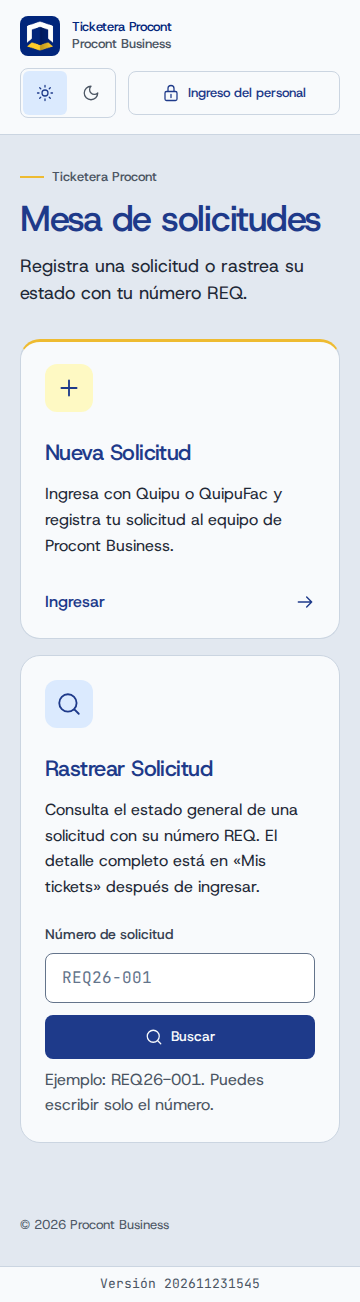 Ticketera Procont
Procont Business
Ingreso del personal
Ticketera Procont
Mesa de solicitudes
Registra una solicitud o rastrea su
estado con tu número REQ.
Nueva Solicitud
Ingresa con Quipu o QuipuFac y
registra tu solicitud al equipo de
Procont Business.
Ingresar
Rastrear Solicitud
Consulta el estado general de una
solicitud con su número REQ. El
detalle completo está en «Mis
tickets» después de ingresar.
Número de solicitud
REQ26-001
Buscar
Ejemplo: REQ26-001. Puedes
escribir solo el número.
© 2026 Procont Business
Versión 202611231545